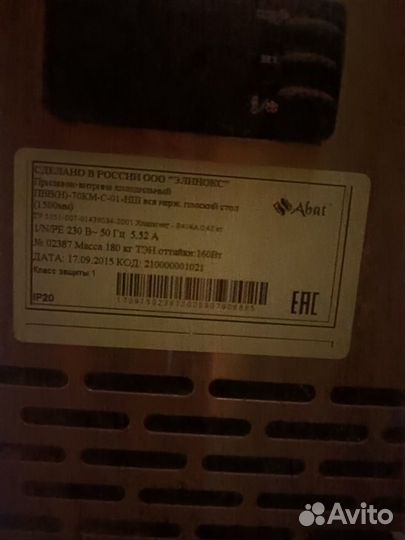 СДЕЛАНО В РОССИИ ООО "ЭЛИНОКС"
Прилавок-витрина холодильный
ПВВ(Н)-70КМ-С-01-НШ вся нерж. плоский стол
(1500мм)
Abat
1/N/PE 230 В~ 50 Гц 5.52 А
№ 02387 Масса 180 кг ТЭН оттайки:160Вт
ДАТА: 17.09.2015 КОД: 210000001021
Класс защиты: 1
IP20
EAC
Avito